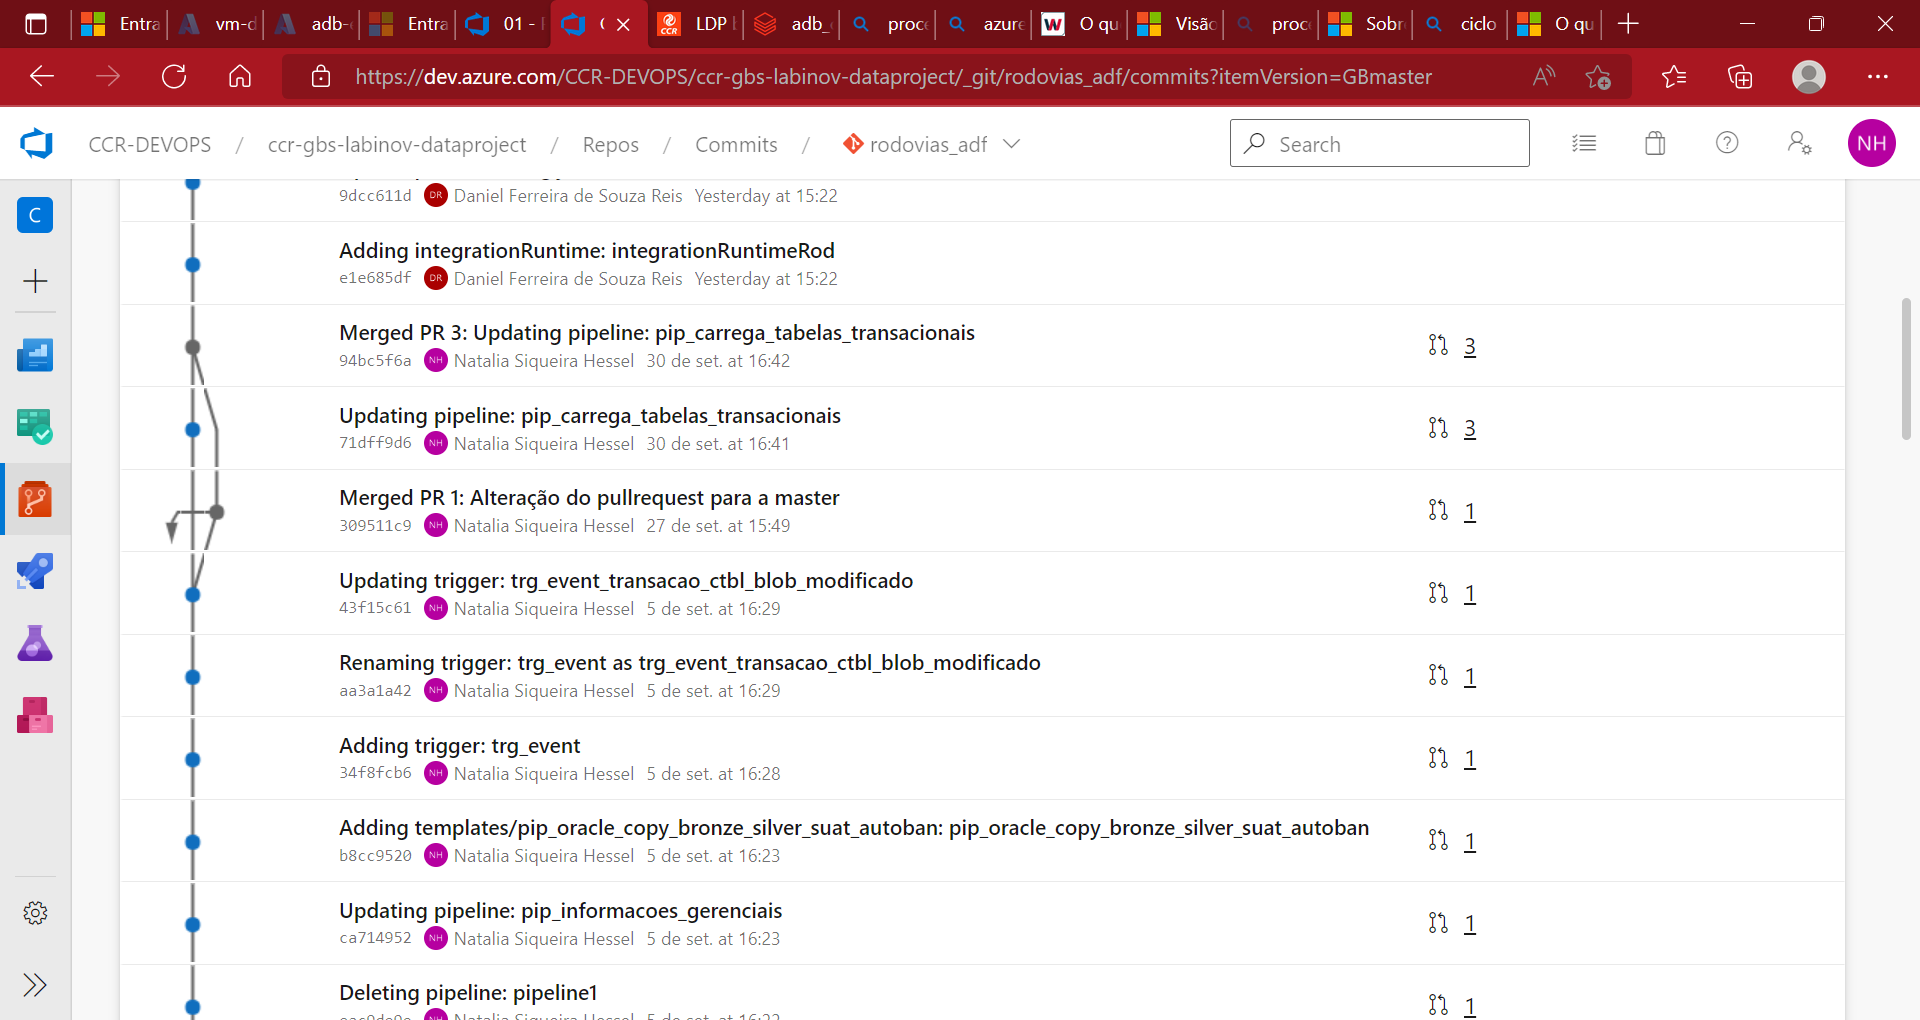 Entra
vm-d
adb-
Entra
01 -
LDP
adb_
proc
azure
O qu
Visão
proc
Sobr
ciclo
O qu
https://dev.azure.com/CCR-DEVOPS/ccr-gbs-labinov-dataproject/_git/rodovias_adf/commits?itemVersion=GBmaster
CCR-DEVOPS / ccr-gbs-labinov-dataproject / Repos / Commits / rodovias_adf
Search
NH
C
9dcc611d DR Daniel Ferreira de Souza Reis Yesterday at 15:22
Adding integrationRuntime: integrationRuntimeRod
e1e685df DR Daniel Ferreira de Souza Reis Yesterday at 15:22
Merged PR 3: Updating pipeline: pip_carrega_tabelas_transacionais
3
94bc5f6a NH Natalia Siqueira Hessel 30 de set. at 16:42
Updating pipeline: pip_carrega_tabelas_transacionais
3
71dff9d6 NH Natalia Siqueira Hessel 30 de set. at 16:41
Merged PR 1: Alteração do pullrequest para a master
1
309511c9 NH Natalia Siqueira Hessel 27 de set. at 15:49
Updating trigger: trg_event_transacao_ctbl_blob_modificado
1
43f15c61 NH Natalia Siqueira Hessel 5 de set. at 16:29
Renaming trigger: trg_event as trg_event_transacao_ctbl_blob_modificado
1
aa3a1a42 NH Natalia Siqueira Hessel 5 de set. at 16:29
Adding trigger: trg_event
1
34f8fcb6 NH Natalia Siqueira Hessel 5 de set. at 16:28
Adding templates/pip_oracle_copy_bronze_silver_suat_autoban: pip_oracle_copy_bronze_silver_suat_autoban
1
b8cc9520 NH Natalia Siqueira Hessel 5 de set. at 16:23
Updating pipeline: pip_informacoes_gerenciais
1
ca714952 NH Natalia Siqueira Hessel 5 de set. at 16:23
Deleting pipeline: pipeline1
1
Natalia Siqueira Hessel 5 de set. at 16:22